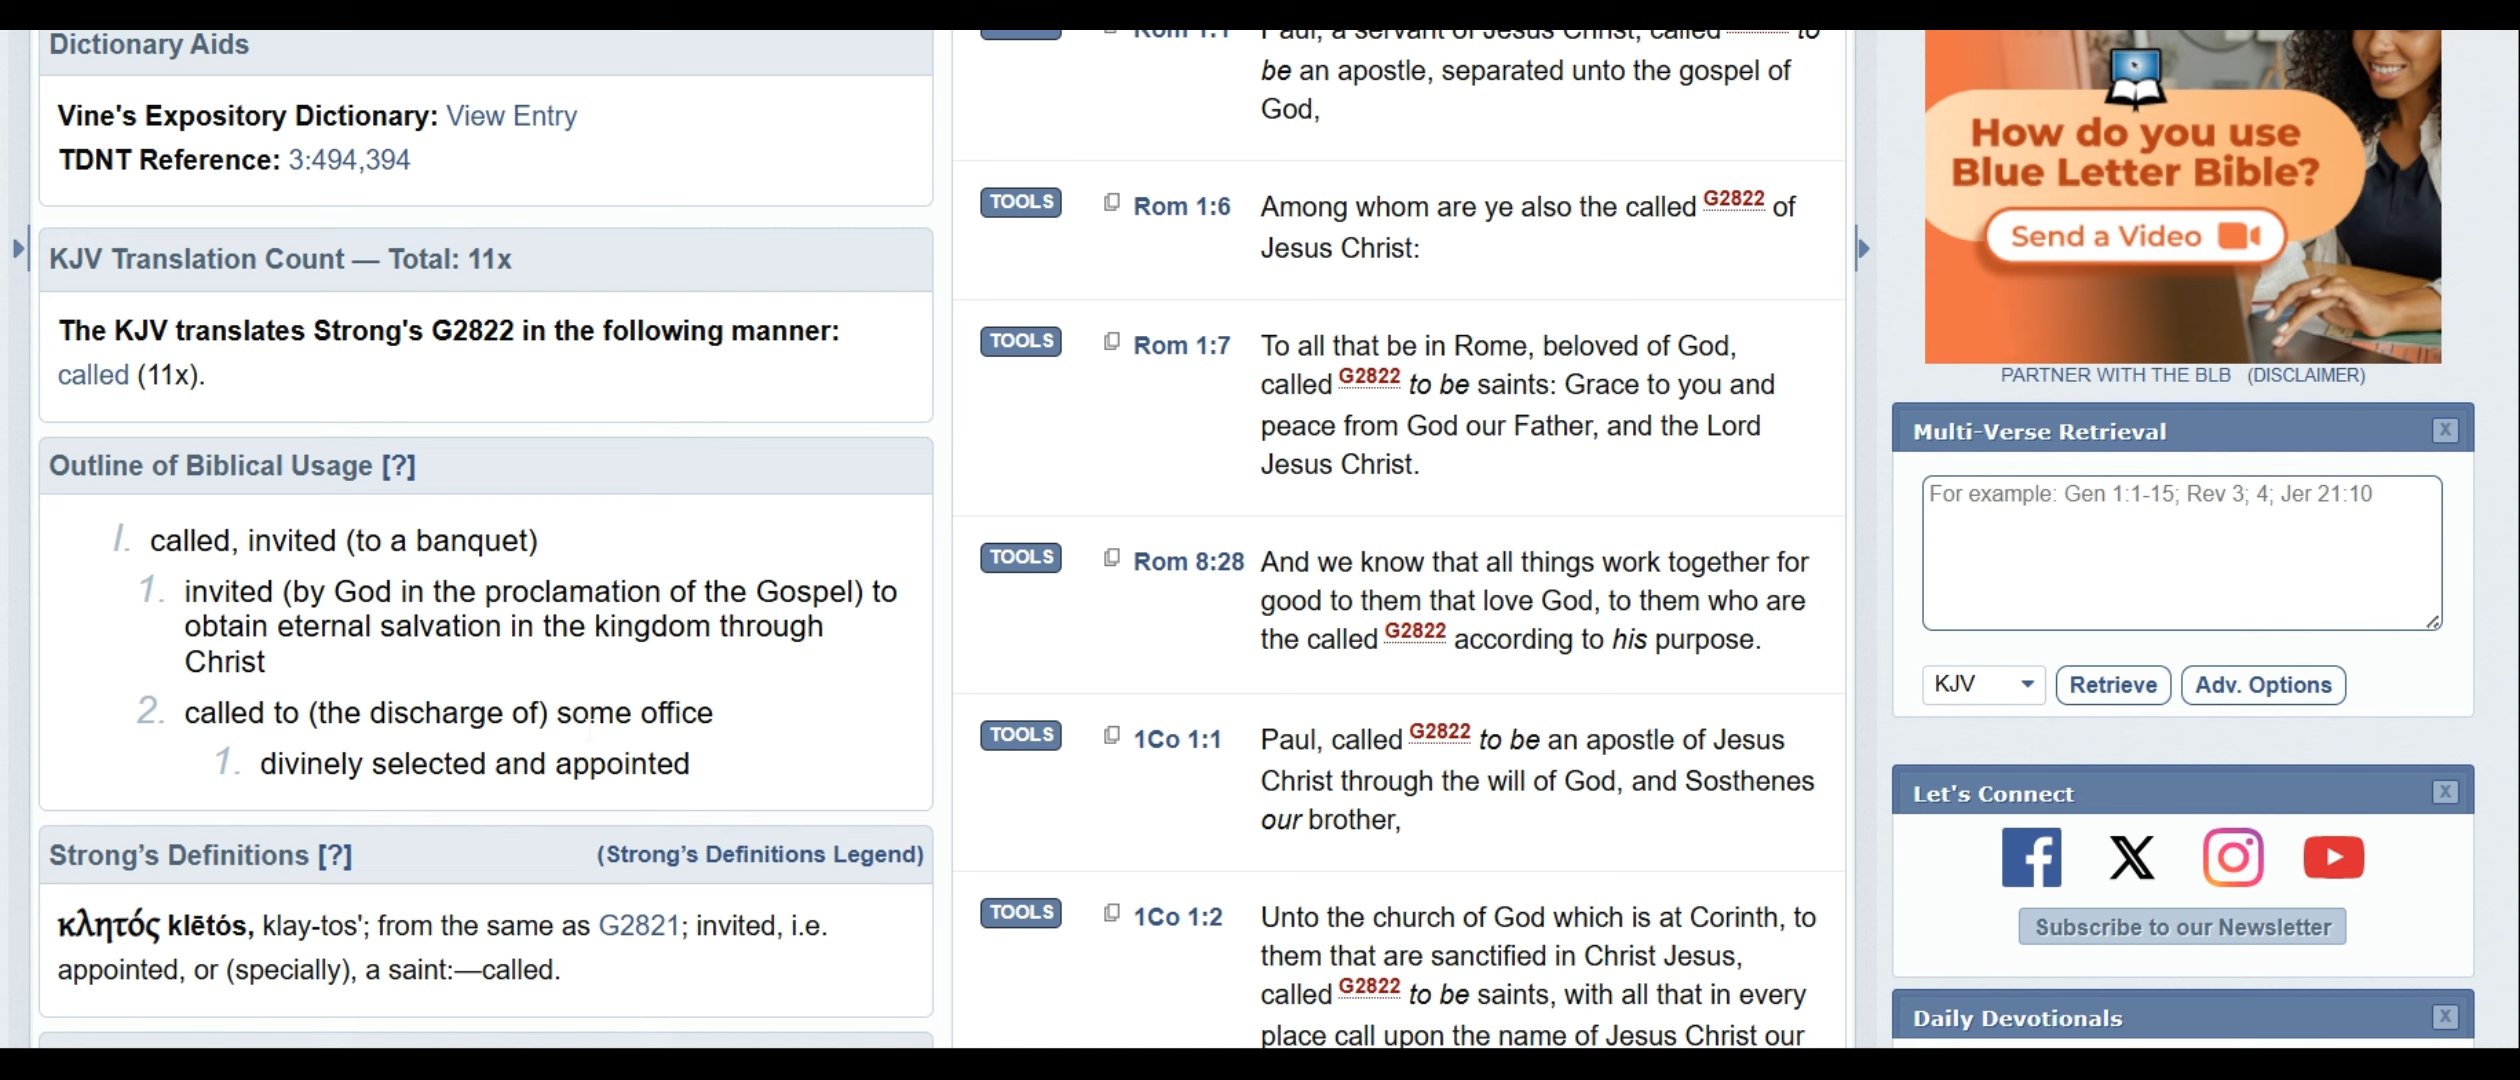 Dictionary Aids
Vine's Expository Dictionary: View Entry
TDNT Reference: 3:494,394
KJV Translation Count — Total: 11x
The KJV translates Strong's G2822 in the following manner:
called (11x).
Outline of Biblical Usage [?]
I. called, invited (to a banquet)
1. invited (by God in the proclamation of the Gospel) to
obtain eternal salvation in the kingdom through
Christ
2. called to (the discharge of) some office
1. divinely selected and appointed
Strong’s Definitions [?] (Strong’s Definitions Legend)
κλητός klētós, klay-tos'; from the same as G2821; invited, i.e.
appointed, or (specially), a saint:—called.
Rom 1:1 Paul, a servant of Jesus Christ, called to
be an apostle, separated unto the gospel of
God,
TOOLS Rom 1:6 Among whom are ye also the called G2822 of
Jesus Christ:
TOOLS Rom 1:7 To all that be in Rome, beloved of God,
called G2822 to be saints: Grace to you and
peace from God our Father, and the Lord
Jesus Christ.
TOOLS Rom 8:28 And we know that all things work together for
good to them that love God, to them who are
the called G2822 according to his purpose.
TOOLS 1Co 1:1 Paul, called G2822 to be an apostle of Jesus
Christ through the will of God, and Sosthenes
our brother,
TOOLS 1Co 1:2 Unto the church of God which is at Corinth, to
them that are sanctified in Christ Jesus,
called G2822 to be saints, with all that in every
place call upon the name of Jesus Christ our
How do you use
Blue Letter Bible?
Send a Video
PARTNER WITH THE BLB (DISCLAIMER)
Multi-Verse Retrieval X
For example: Gen 1:1-15; Rev 3; 4; Jer 21:10
KJV Retrieve Adv. Options
Let's Connect X
Subscribe to our Newsletter
Daily Devotionals X